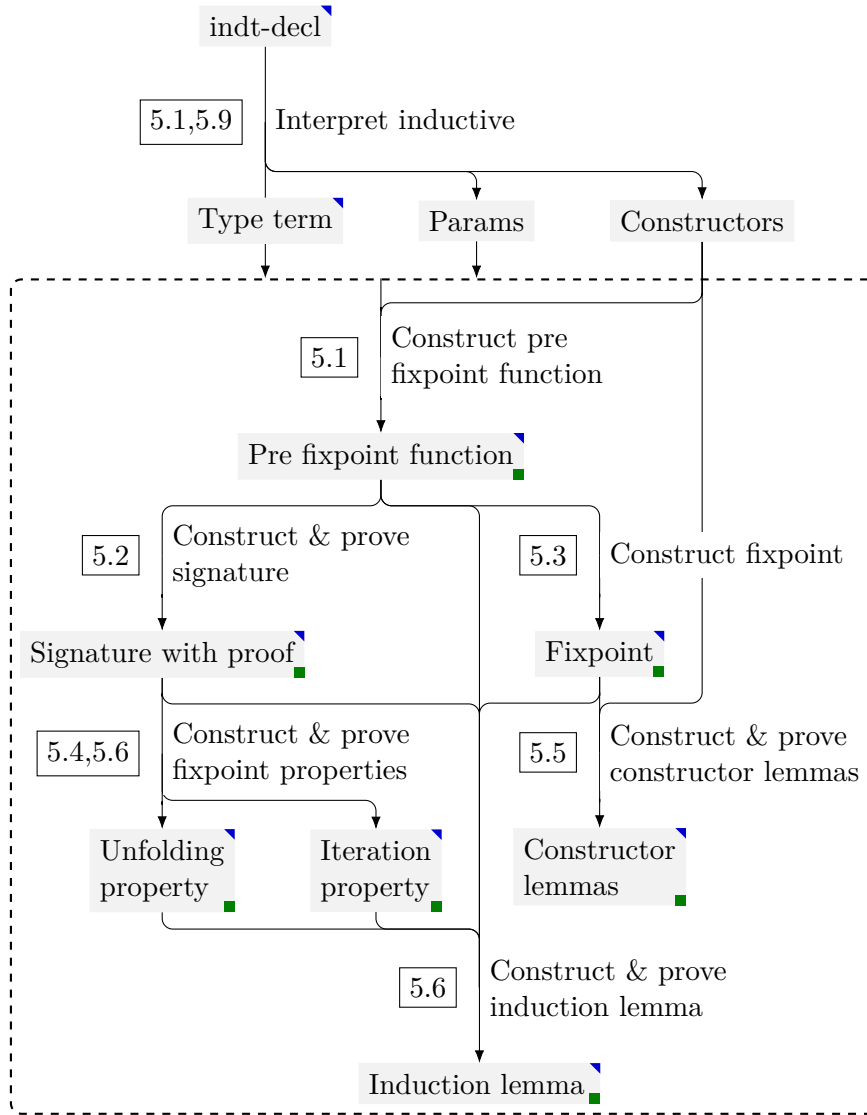 indt-decl
5.1,5.9
Interpret inductive
Type term
Params
Constructors
5.1
Construct pre
fixpoint function
Pre fixpoint function
5.2
Construct & prove
signature
5.3
Construct fixpoint
Signature with proof
Fixpoint
5.4,5.6
Construct & prove
fixpoint properties
5.5
Construct & prove
constructor lemmas
Unfolding
property
Iteration
property
Constructor
lemmas
5.6
Construct & prove
induction lemma
Induction lemma